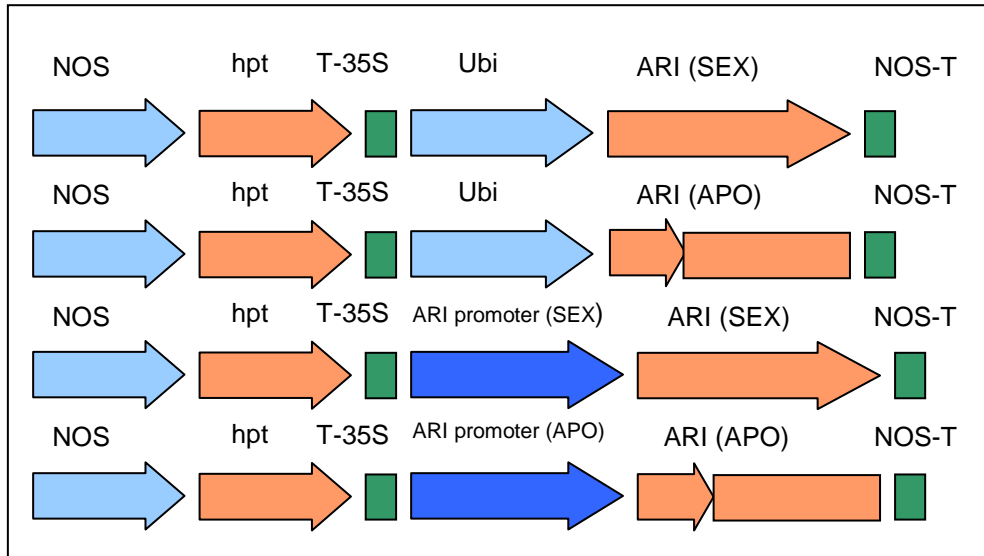 NOS hpt T-35S Ubi ARI (SEX) NOS-T
NOS hpt T-35S Ubi ARI (APO) NOS-T
NOS hpt T-35S ARI promoter (SEX) ARI (SEX) NOS-T
NOS hpt T-35S ARI promoter (APO) ARI (APO) NOS-T